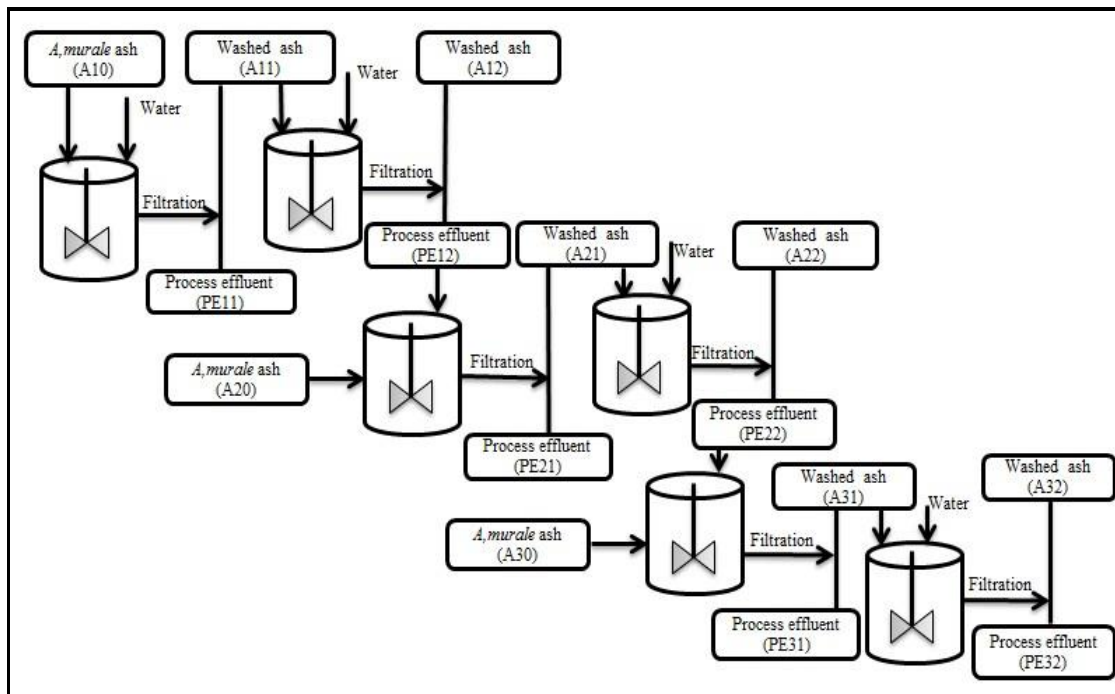 A,murale ash
(A10)
Washed ash
(A11)
Washed ash
(A12)
Water
Water
Filtration
Filtration
Process effluent
(PE11)
Process effluent
(PE12)
Washed ash
(A21)
Water
Washed ash
(A22)
A,murale ash
(A20)
Filtration
Filtration
Process effluent
(PE21)
Process effluent
(PE22)
Washed ash
(A31)
Washed ash
(A32)
Water
A,murale ash
(A30)
Filtration
Filtration
Process effluent
(PE31)
Process effluent
(PE32)